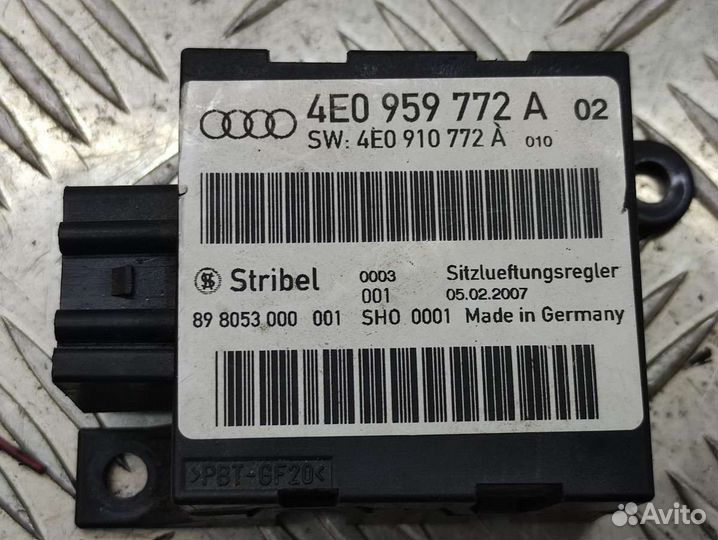 4E0 959 772 A 02
SW: 4E0 910 772 A 010
Stribel 0003 Sitzlueftungsregler
001 05.02.2007
89 8053 000 001 SHO 0001 Made in Germany
>PBT-GF20<
Avito